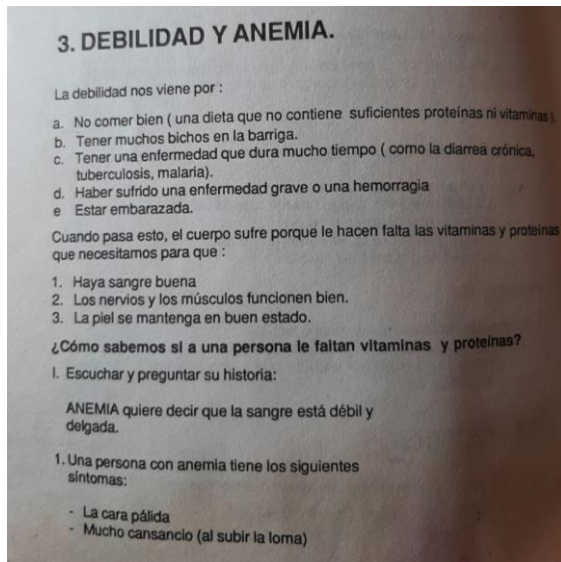 3. DEBILIDAD Y ANEMIA.
La debilidad nos viene por :
a. No comer bien ( una dieta que no contiene suficientes proteínas ni vitaminas ).
b. Tener muchos bichos en la barriga.
c. Tener una enfermedad que dura mucho tiempo ( como la diarrea crónica,
tuberculosis, malaria).
d. Haber sufrido una enfermedad grave o una hemorragia
e Estar embarazada.
Cuando pasa esto, el cuerpo sufre porque le hacen falta las vitaminas y proteínas
que necesitamos para que :
1. Haya sangre buena
2. Los nervios y los músculos funcionen bien.
3. La piel se mantenga en buen estado.
¿Cómo sabemos si a una persona le faltan vitaminas y proteínas?
I. Escuchar y preguntar su historia:
ANEMIA quiere decir que la sangre está débil y
delgada.
1. Una persona con anemia tiene los siguientes
síntomas:
- La cara pálida
- Mucho cansancio (al subir la loma)